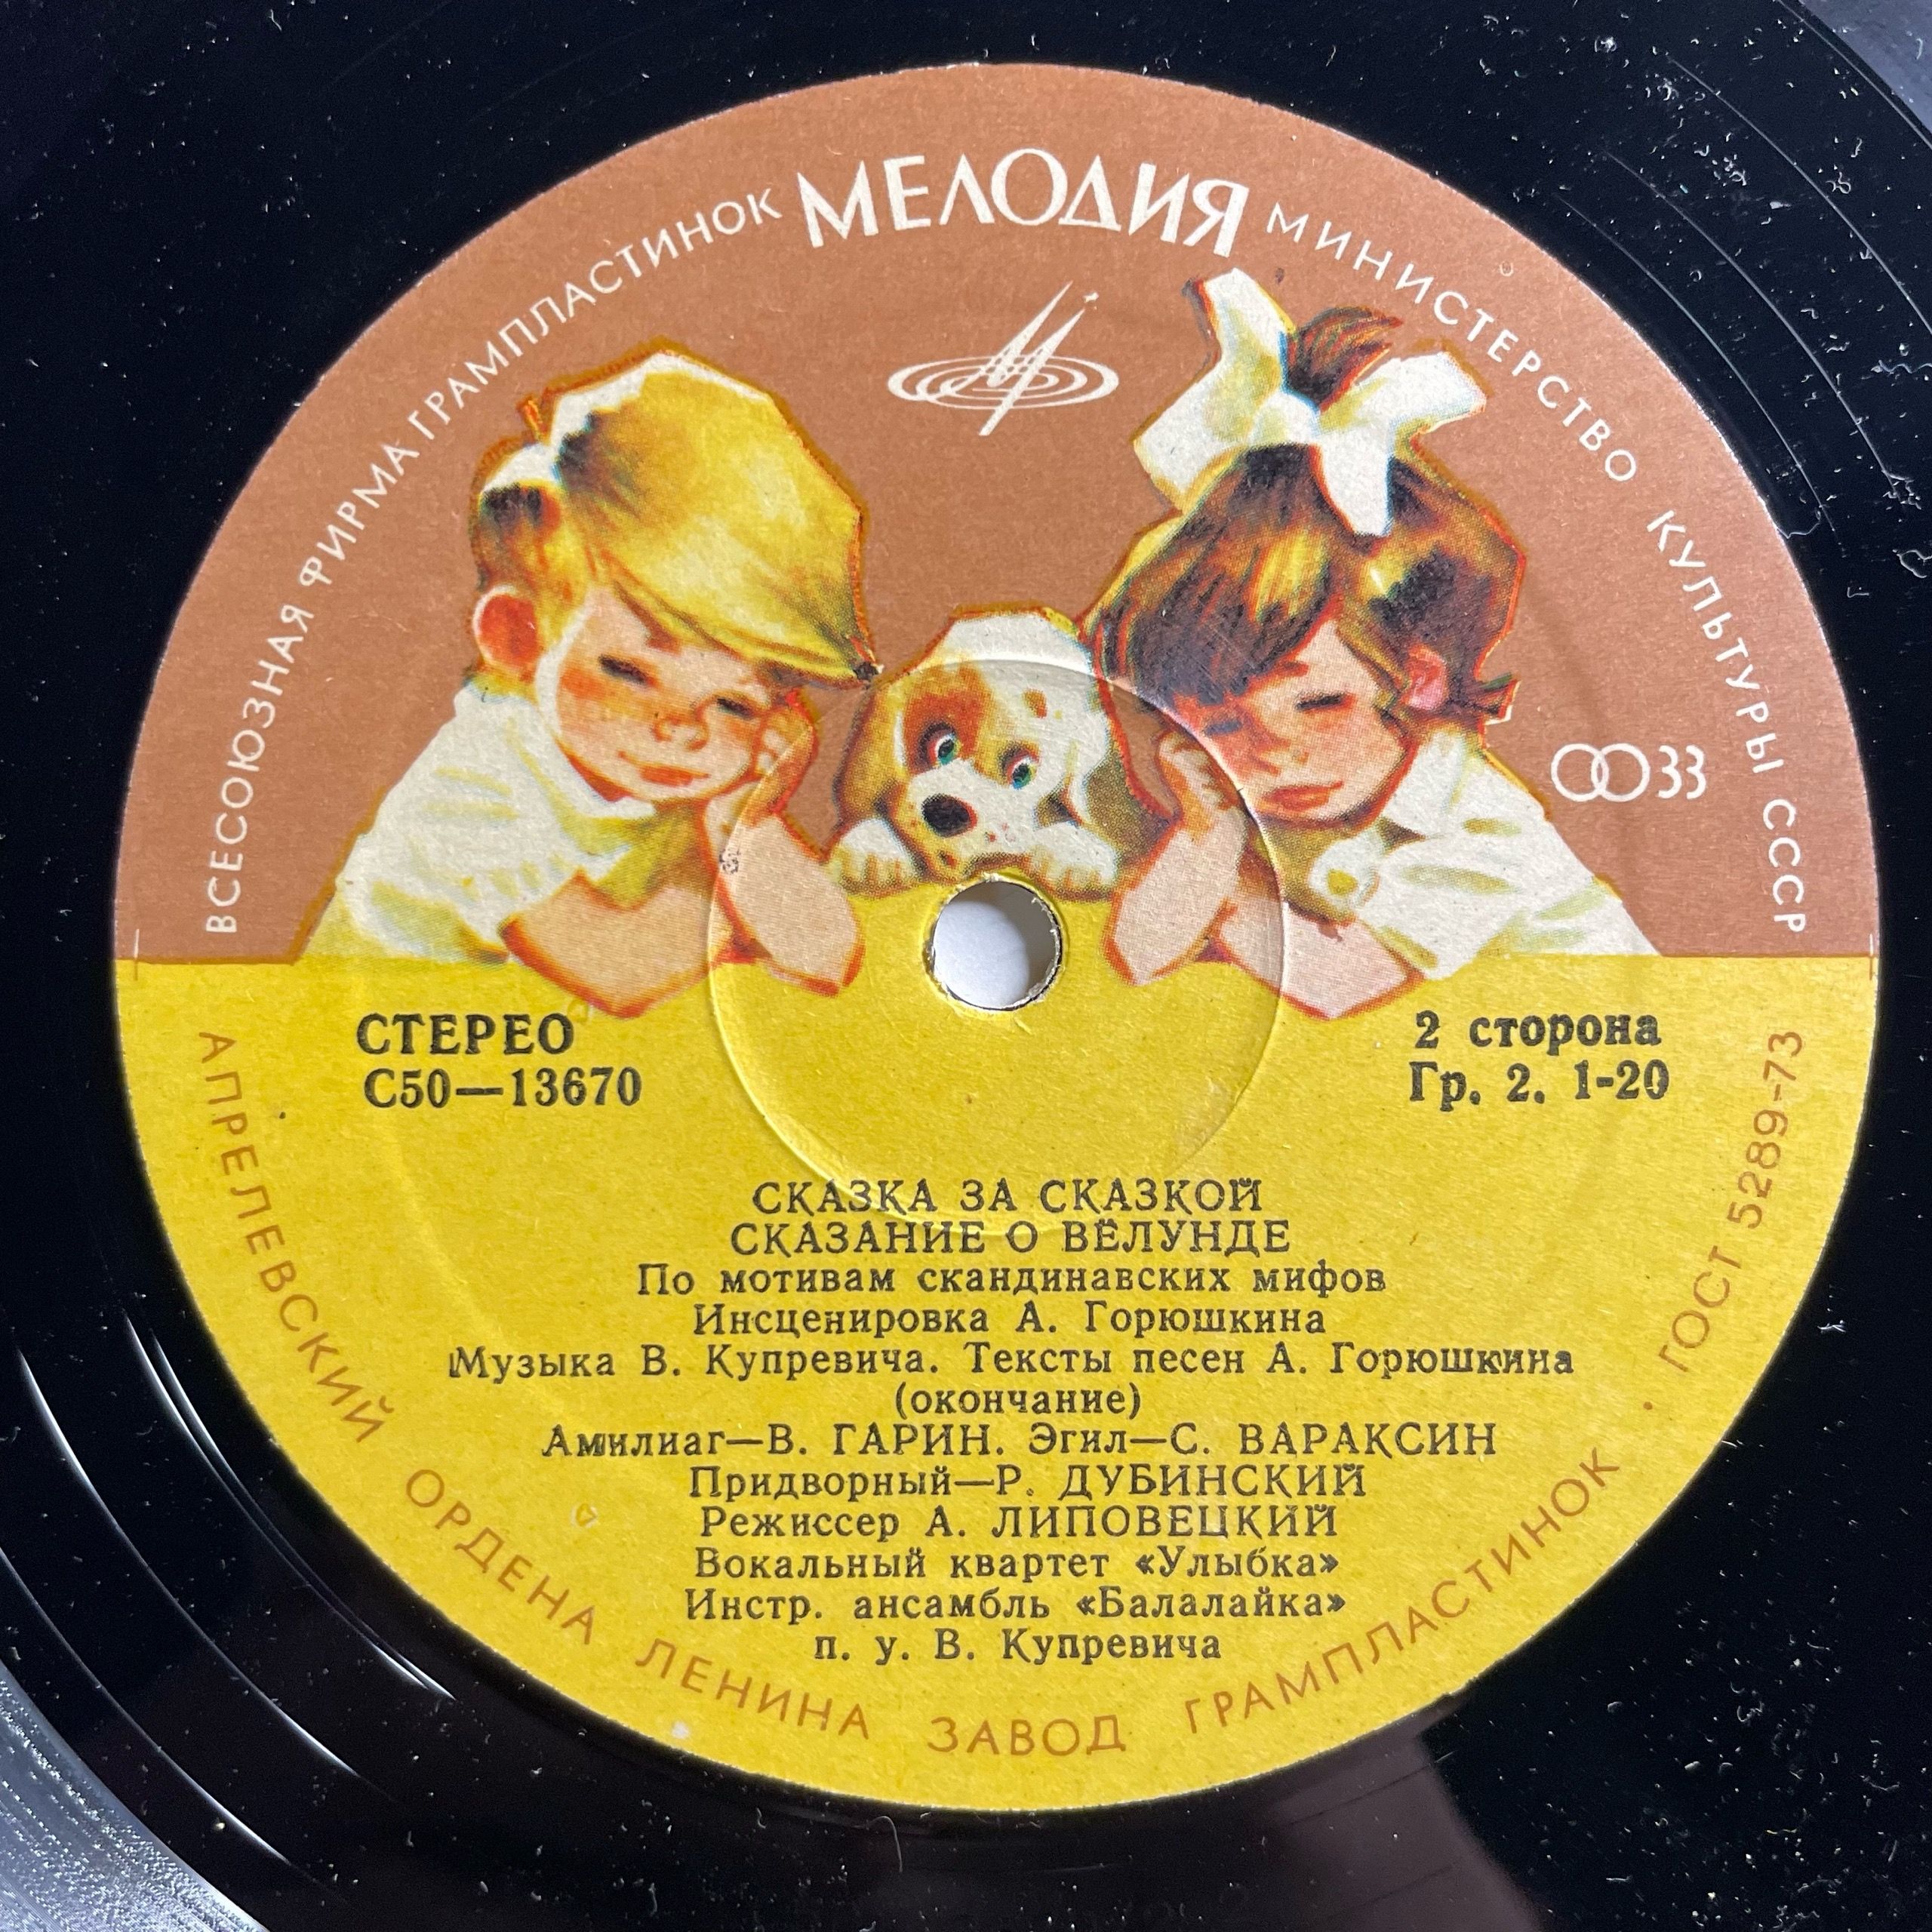 ВСЕСОЮЗНАЯ ФИРМА ГРАМПЛАСТИНОК МЕЛОДИЯ МИНИСТЕРСТВО КУЛЬТУРЫ СССР
33
СТЕРЕО
С50—13670
2 сторона
Гр. 2. 1-20
СКАЗКА ЗА СКАЗКОЙ
СКАЗАНИЕ О ВЁЛУНДЕ
По мотивам скандинавских мифов
Инсценировка А. Горюшкина
Музыка В. Купревича. Тексты песен А. Горюшкина
(окончание)
Амилиаг—В. ГАРИН. Эгил—С. ВАРАКСИН
Придворный—Р. ДУБИНСКИЙ
Режиссер А. ЛИПОВЕЦКИЙ
Вокальный квартет «Улыбка»
Инстр. ансамбль «Балалайка»
п. у. В. Купревича
АПРЕЛЕВСКИЙ ОРДЕНА ЛЕНИНА ЗАВОД ГРАМПЛАСТИНОК · ГОСТ 5289-73